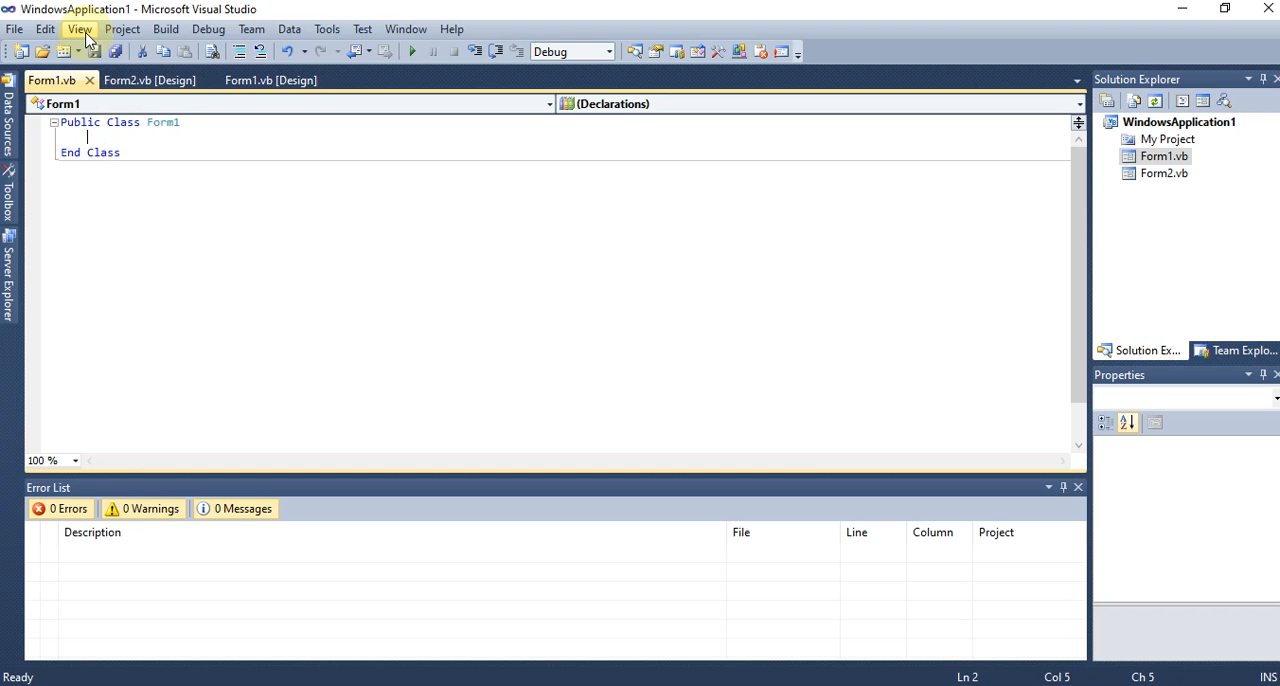 WindowsApplication1 - Microsoft Visual Studio
File Edit View Project Build Debug Team Data Tools Test Window Help
Debug
Form1.vb Form2.vb [Design] Form1.vb [Design]
Form1 (Declarations)
Public Class Form1
End Class
100 %
Data Sources
Toolbox
Server Explorer
Solution Explorer
WindowsApplication1
My Project
Form1.vb
Form2.vb
Solution Ex... Team Explo...
Properties
Error List
0 Errors 0 Warnings 0 Messages
Description File Line Column Project
Ready Ln 2 Col 5 Ch 5 INS